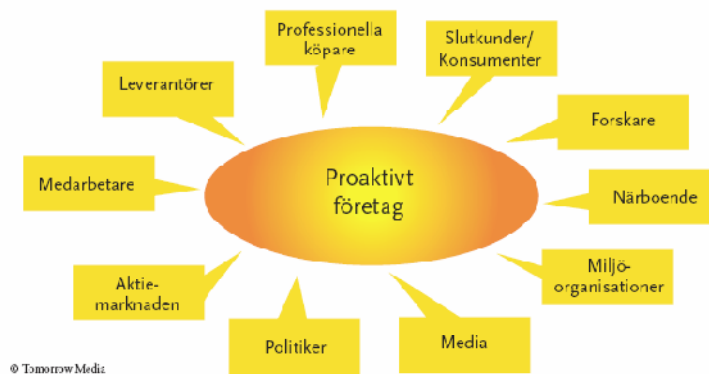 Professionella
köpare
Slutkunder/
Konsumenter
Leverantörer
Forskare
Medarbetare
Proaktivt
företag
Närboende
Aktie-
marknaden
Miljö-
organisationer
Politiker
Media
© Tomorrow Media